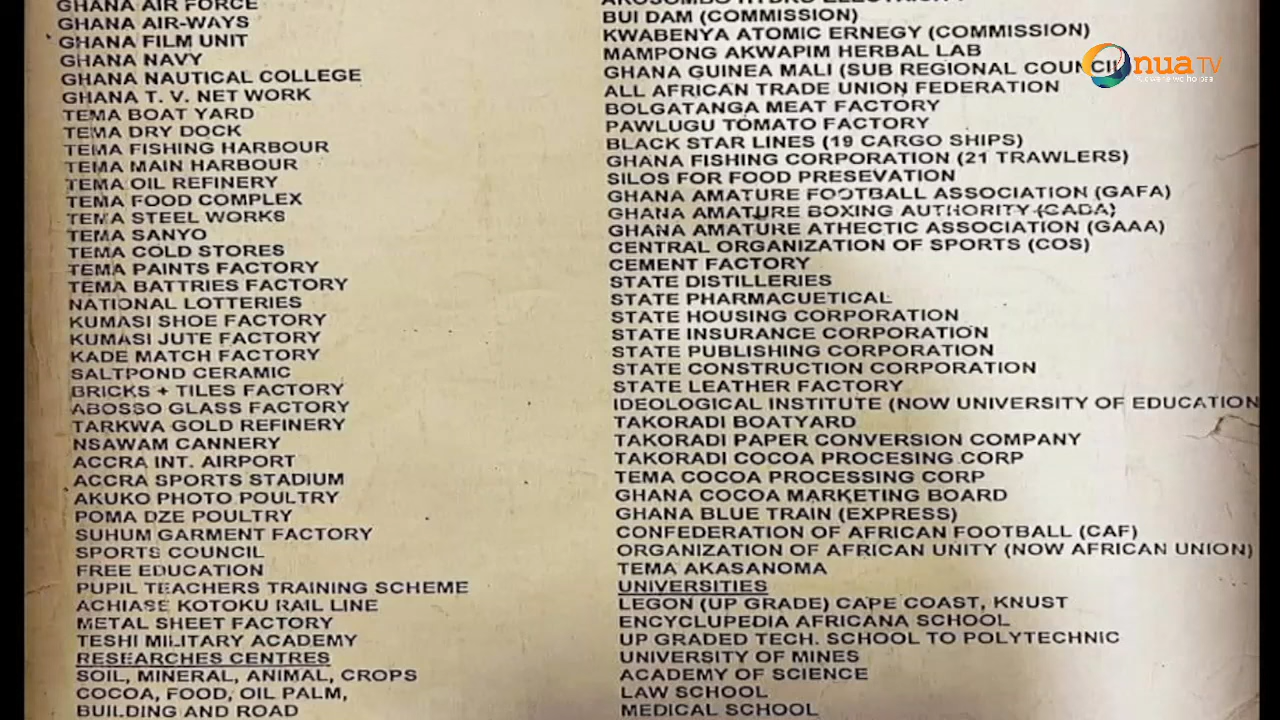 GHANA AIR FORCE
GHANA AIR-WAYS
GHANA FILM UNIT
GHANA NAVY
GHANA NAUTICAL COLLEGE
GHANA T. V. NET WORK
TEMA BOAT YARD
TEMA DRY DOCK
TEMA FISHING HARBOUR
TEMA MAIN HARBOUR
TEMA OIL REFINERY
TEMA FOOD COMPLEX
TEMA STEEL WORKS
TEMA SANYO
TEMA COLD STORES
TEMA PAINTS FACTORY
TEMA BATTRIES FACTORY
NATIONAL LOTTERIES
KUMASI SHOE FACTORY
KUMASI JUTE FACTORY
KADE MATCH FACTORY
SALTPOND CERAMIC
BRICKS + TILES FACTORY
ABOSSO GLASS FACTORY
TARKWA GOLD REFINERY
NSAWAM CANNERY
ACCRA INT. AIRPORT
ACCRA SPORTS STADIUM
AKUKO PHOTO POULTRY
POMA DZE POULTRY
SUHUM GARMENT FACTORY
SPORTS COUNCIL
FREE EDUCATION
PUPIL TEACHERS TRAINING SCHEME
ACHIASE KOTOKU RAIL LINE
METAL SHEET FACTORY
TESHI MILITARY ACADEMY
RESEARCHES CENTRES
SOIL, MINERAL, ANIMAL, CROPS
COCOA, FOOD, OIL PALM,
BUILDING AND ROAD
BUI DAM (COMMISSION)
KWABENYA ATOMIC ERNEGY (COMMISSION)
MAMPONG AKWAPIM HERBAL LAB
GHANA GUINEA MALI (SUB REGIONAL COUNCIL
ALL AFRICAN TRADE UNION FEDERATION
BOLGATANGA MEAT FACTORY
PAWLUGU TOMATO FACTORY
BLACK STAR LINES (19 CARGO SHIPS)
GHANA FISHING CORPORATION (21 TRAWLERS)
SILOS FOR FOOD PRESEVATION
GHANA AMATURE FOOTBALL ASSOCIATION (GAFA)
GHANA AMATURE BOXING AUTHORITY (GABA)
GHANA AMATURE ATHECTIC ASSOCIATION (GAAA)
CENTRAL ORGANIZATION OF SPORTS (COS)
CEMENT FACTORY
STATE DISTILLERIES
STATE PHARMACUETICAL
STATE HOUSING CORPORATION
STATE INSURANCE CORPORATION
STATE PUBLISHING CORPORATION
STATE CONSTRUCTION CORPORATION
STATE LEATHER FACTORY
IDEOLOGICAL INSTITUTE (NOW UNIVERSITY OF EDUCATION
TAKORADI BOATYARD
TAKORADI PAPER CONVERSION COMPANY
TAKORADI COCOA PROCESING CORP
TEMA COCOA PROCESSING CORP
GHANA COCOA MARKETING BOARD
GHANA BLUE TRAIN (EXPRESS)
CONFEDERATION OF AFRICAN FOOTBALL (CAF)
ORGANIZATION OF AFRICAN UNITY (NOW AFRICAN UNION)
TEMA AKASANOMA
UNIVERSITIES
LEGON (UP GRADE) CAPE COAST, KNUST
ENCYCLUPEDIA AFRICANA SCHOOL
UP GRADED TECH. SCHOOL TO POLYTECHNIC
UNIVERSITY OF MINES
ACADEMY OF SCIENCE
LAW SCHOOL
MEDICAL SCHOOL
Onua TV